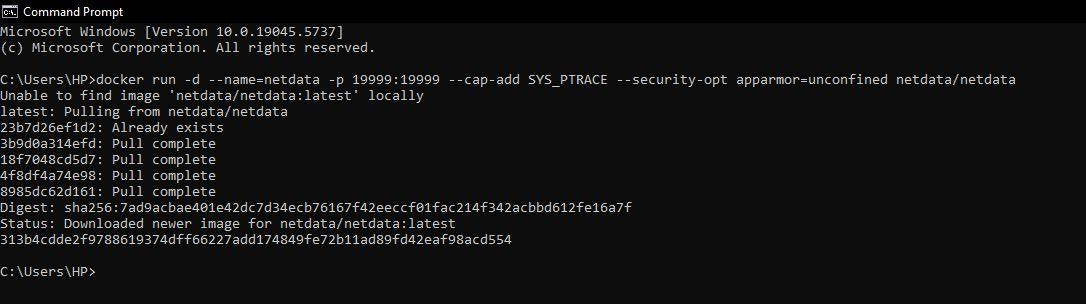 Command Prompt
Microsoft Windows [Version 10.0.19045.5737]
(c) Microsoft Corporation. All rights reserved.
C:\Users\HP>docker run -d --name=netdata -p 19999:19999 --cap-add SYS_PTRACE --security-opt apparmor=unconfined netdata/netdata
Unable to find image 'netdata/netdata:latest' locally
latest: Pulling from netdata/netdata
23b7d26ef1d2: Already exists
3b9d0a314efd: Pull complete
18f7048cd5d7: Pull complete
4f8df4a74e98: Pull complete
8985dc62d161: Pull complete
Digest: sha256:7ad9acbae401e42dc7d34ecb76167f42eeccf01fac214f342acbbd612fe16a7f
Status: Downloaded newer image for netdata/netdata:latest
313b4cdde2f9788619374dff66227add174849fe72b11ad89fd42eaf98acd554
C:\Users\HP>